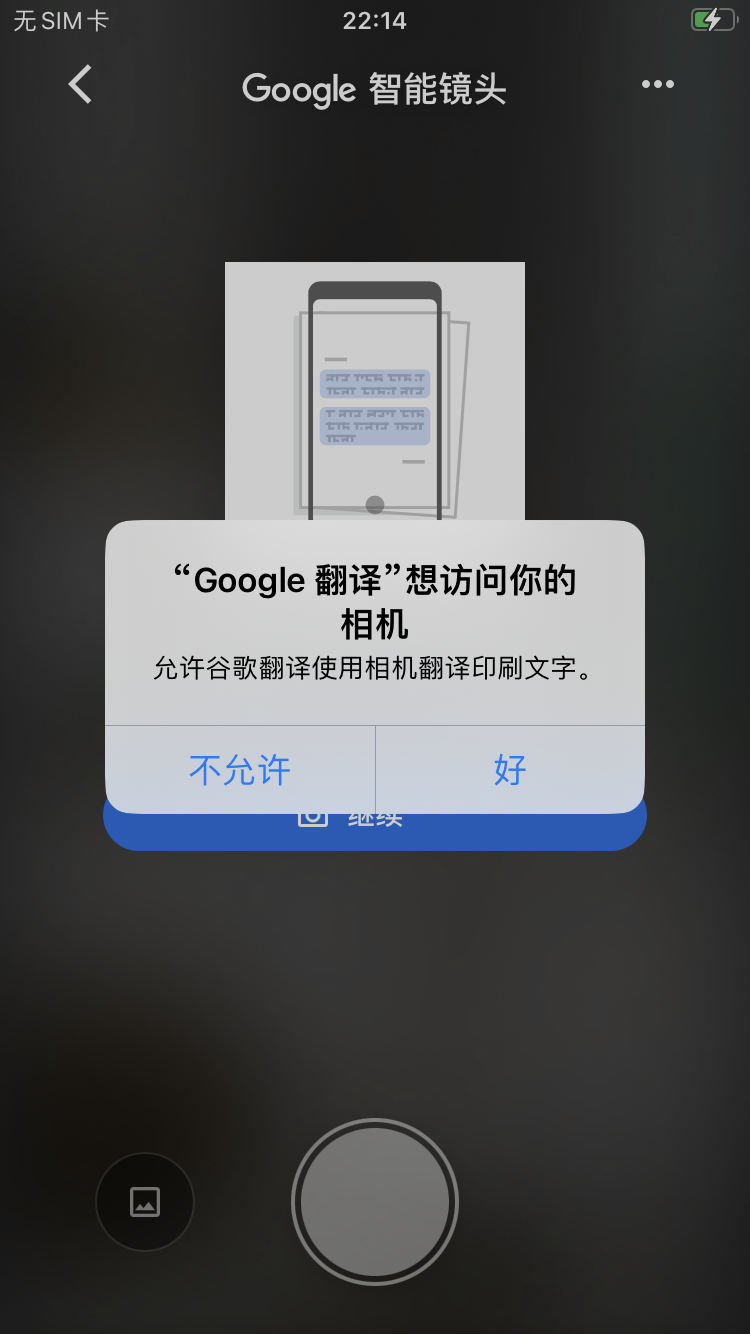 无 SIM 卡
22:14
Google 智能镜头
“Google 翻译”想访问你的
相机
允许谷歌翻译使用相机翻译印刷文字。
不允许
好
继续